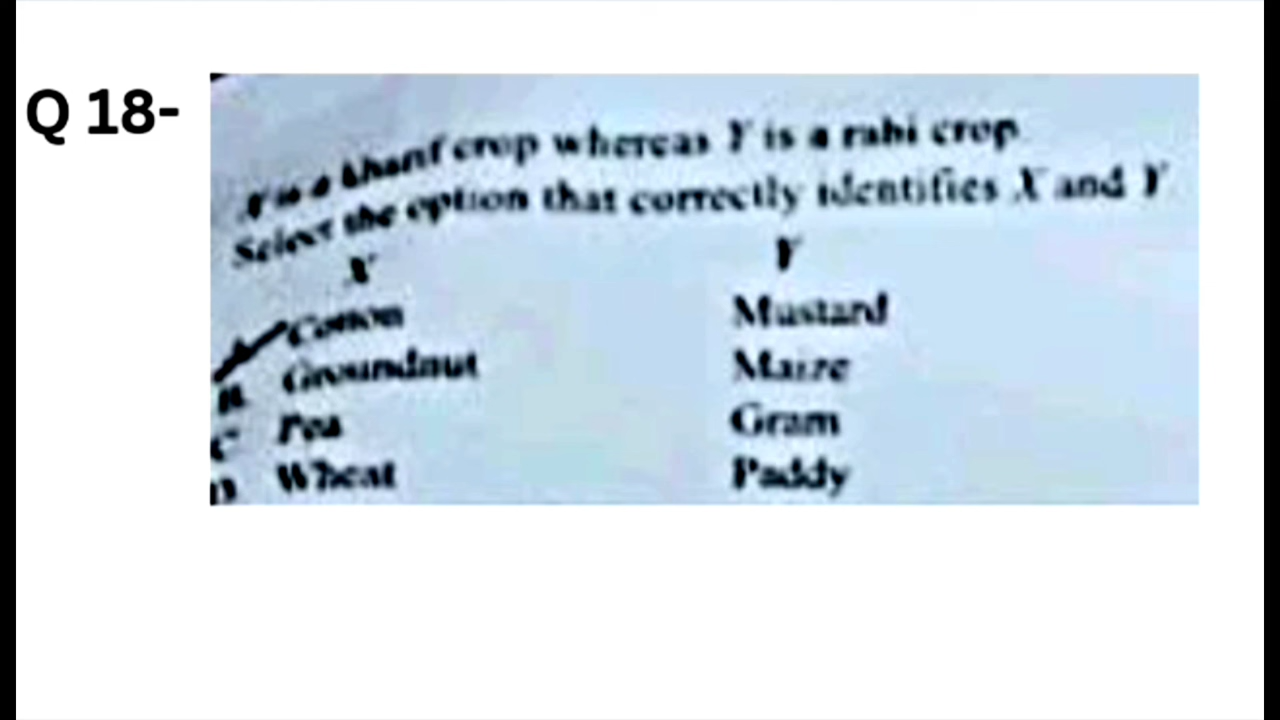 Q 18-
X is a kharif crop whereas Y is a rabi crop
Select the option that correctly identifies X and Y
X Y
Cotton Mustard
B Groundnut Maize
C Pea Gram
D Wheat Paddy